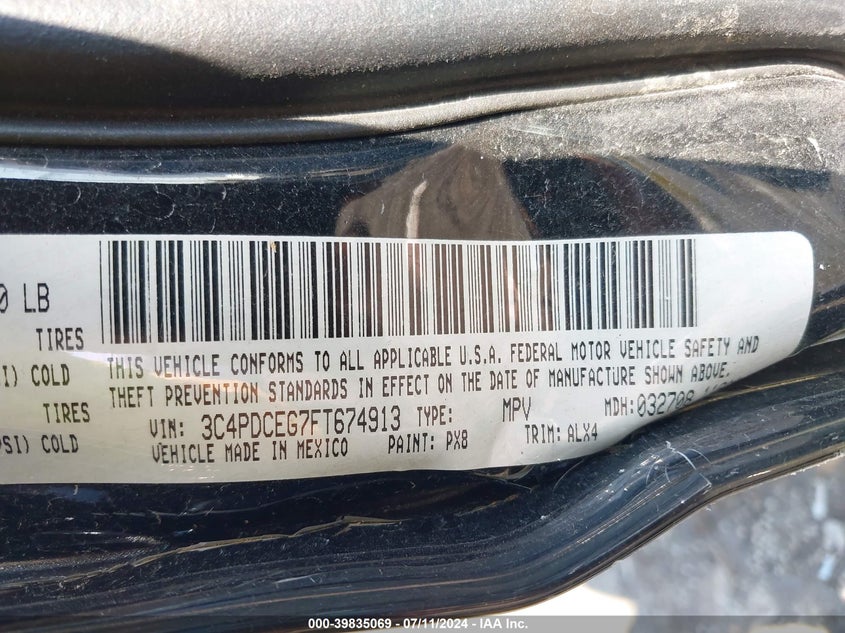 0 LB
TIRES
SI) COLD
TIRES
PSI) COLD
THIS VEHICLE CONFORMS TO ALL APPLICABLE U.S.A. FEDERAL MOTOR VEHICLE SAFETY AND
THEFT PREVENTION STANDARDS IN EFFECT ON THE DATE OF MANUFACTURE SHOWN ABOVE.
VIN: 3C4PDCEG7FT674913 TYPE: MPV MDH: 032708
VEHICLE MADE IN MEXICO PAINT: PX8 TRIM: ALX4
000-39835069 - 07/11/2024 - IAA Inc.